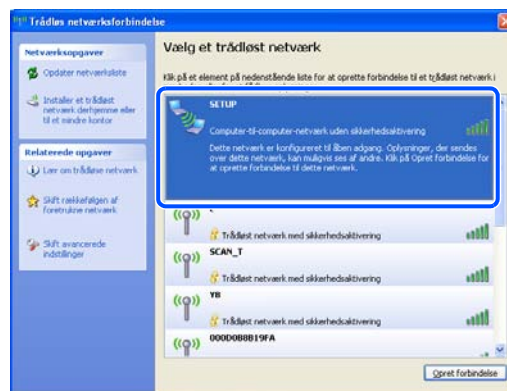 Trådløs netværksforbindelse
Netværksopgaver
Opdater netværksliste
Installer et trådløst
netværk derhjemme eller
til et mindre kontor
Relaterede opgaver
Lær om trådløse netværk
Skift rækkefølgen af
foretrukne netværk
Skift avancerede
indstillinger
Vælg et trådløst netværk
Klik på et element på nedenstående liste for at oprette forbindelse til et trådløst netværk i
SETUP
Computer-til-computer-netværk uden sikkerhedsaktivering
Dette netværk er konfigureret til åben adgang. Oplysninger, der sendes
over dette netværk, kan muligvis ses af andre. Klik på Opret forbindelse for
at oprette forbindelse til dette netværk.
Trådløst netværk med sikkerhedsaktivering
SCAN_T
Trådløst netværk med sikkerhedsaktivering
YB
Trådløst netværk med sikkerhedsaktivering
000D0B8B19FA
Opret forbindelse